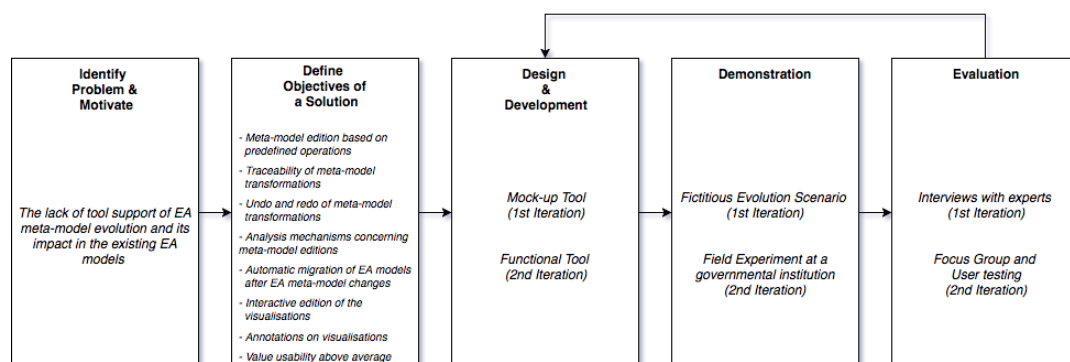 Identify
Problem &
Motivate
The lack of tool support of EA
meta-model evolution and its
impact in the existing EA
models
Define
Objectives of
a Solution
- Meta-model edition based on
predefined operations
- Traceability of meta-model
transformations
- Undo and redo of meta-model
transformations
- Analysis mechanisms concerning
meta-model editions
- Automatic migration of EA models
after EA meta-model changes
- Interactive edition of the
visualisations
- Annotations on visualisations
- Value usability above average
Design
&
Development
Mock-up Tool
(1st Iteration)
Functional Tool
(2nd Iteration)
Demonstration
Fictitious Evolution Scenario
(1st Iteration)
Field Experiment at a
governmental institution
(2nd Iteration)
Evaluation
Interviews with experts
(1st Iteration)
Focus Group and
User testing
(2nd Iteration)